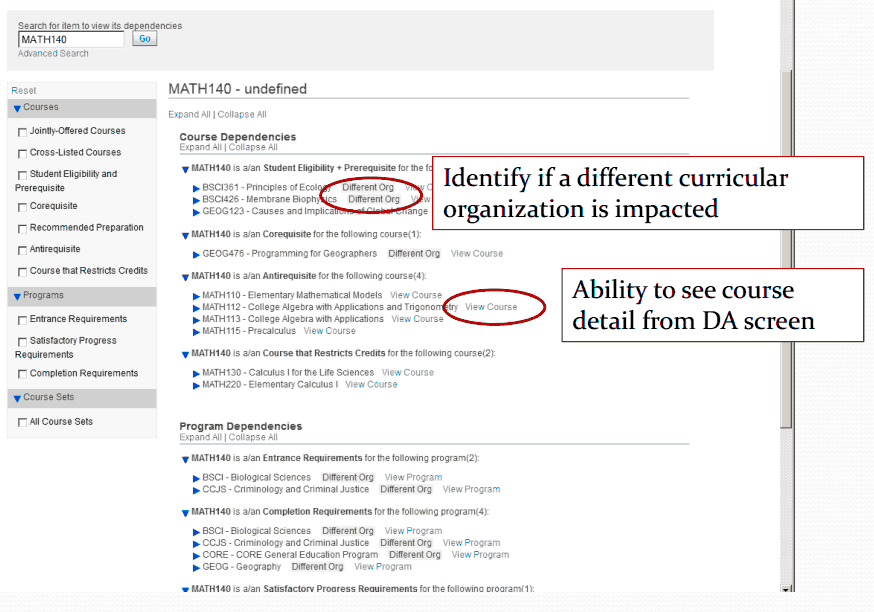 Search for item to view its dependencies
MATH140 Go
Advanced Search
Reset
Courses
Jointly-Offered Courses
Cross-Listed Courses
Student Eligibility and
Prerequisite
Corequisite
Recommended Preparation
Antirequisite
Course that Restricts Credits
Programs
Entrance Requirements
Satisfactory Progress
Requirements
Completion Requirements
Course Sets
All Course Sets
MATH140 - undefined
Expand All | Collapse All
Course Dependencies
Expand All | Collapse All
MATH140 is a/an Student Eligibility + Prerequisite for the fo
BSCI361 - Principles of Ecology Different Org View C
BSCI426 - Membrane Biophysics Different Org View
GEOG123 - Causes and Implications of Global Change
MATH140 is a/an Corequisite for the following course(1):
GEOG476 - Programming for Geographers Different Org View Course
MATH140 is a/an Antirequisite for the following course(4):
MATH110 - Elementary Mathematical Models View Course
MATH112 - College Algebra with Applications and Trigonometry View Course
MATH113 - College Algebra with Applications View Course
MATH115 - Precalculus View Course
MATH140 is a/an Course that Restricts Credits for the following course(2):
MATH130 - Calculus I for the Life Sciences View Course
MATH220 - Elementary Calculus I View Course
Program Dependencies
Expand All | Collapse All
MATH140 is a/an Entrance Requirements for the following program(2):
BSCI - Biological Sciences Different Org View Program
CCJS - Criminology and Criminal Justice Different Org View Program
MATH140 is a/an Completion Requirements for the following program(4):
BSCI - Biological Sciences Different Org View Program
CCJS - Criminology and Criminal Justice Different Org View Program
CORE - CORE General Education Program Different Org View Program
GEOG - Geography Different Org View Program
MATH140 is a/an Satisfactory Progress Requirements for the following program(1):
Identify if a different curricular
organization is impacted
Ability to see course
detail from DA screen